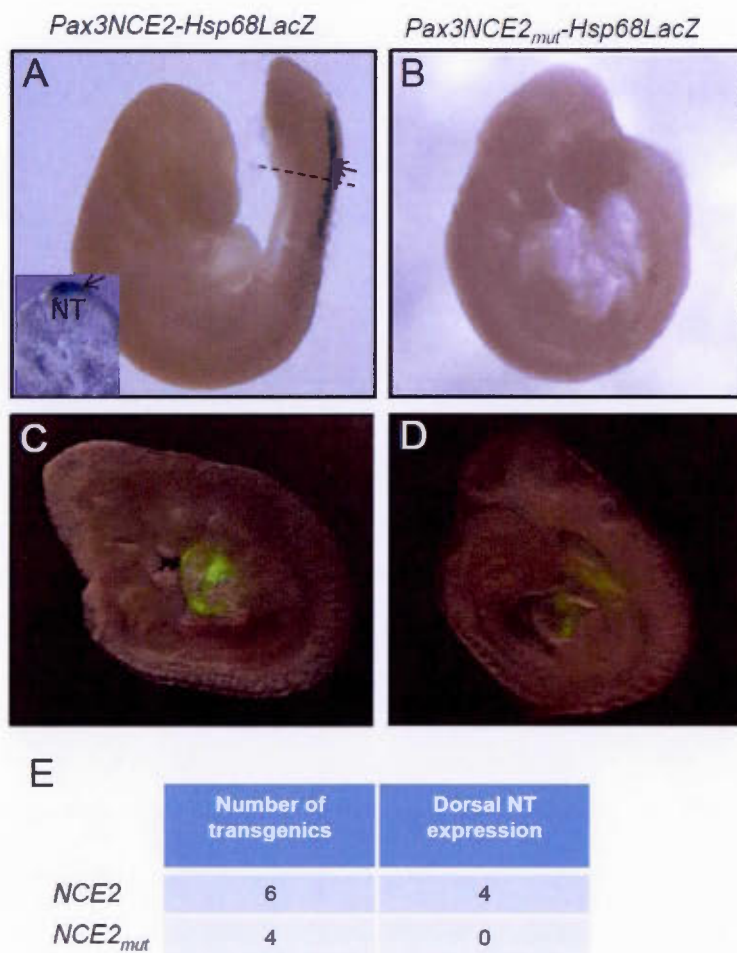 Pax3NCE2-Hsp68LacZ
Pax3NCE2mut-Hsp68LacZ
A
B
NT
C
D
E
Number of transgenics
Dorsal NT expression
NCE2
6
4
NCE2mut
4
0